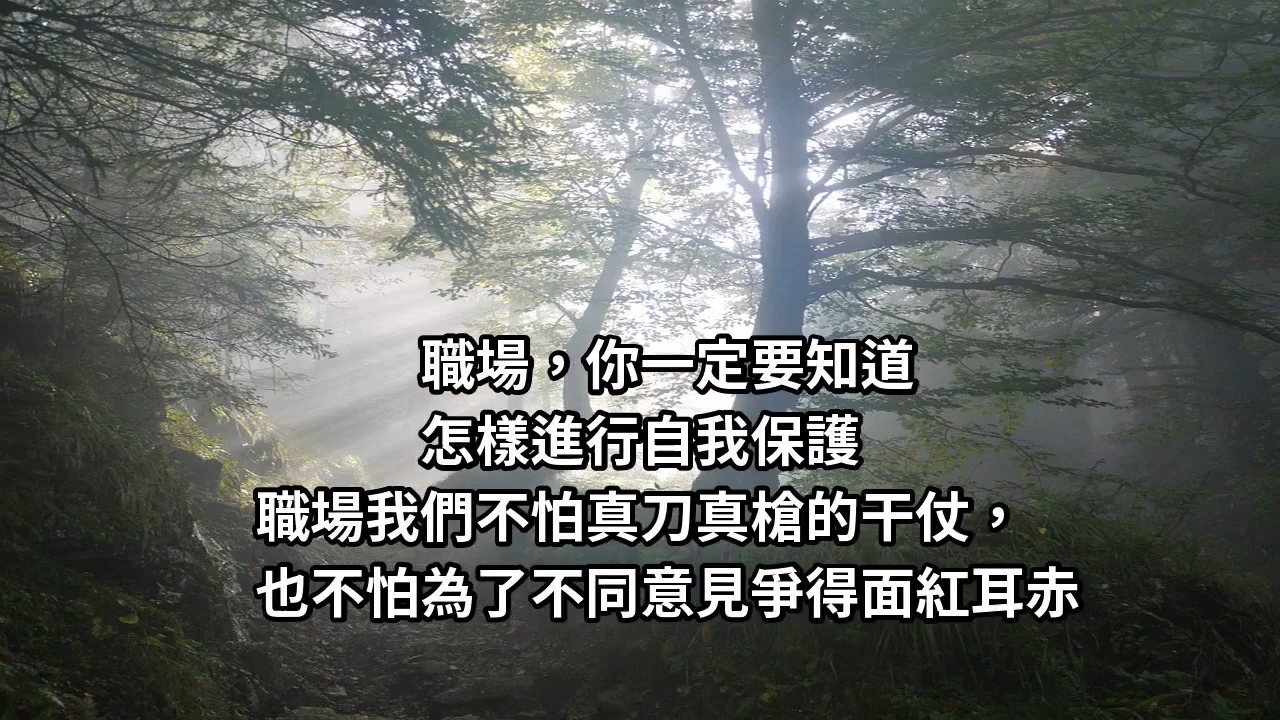 職場，你一定要知道
怎樣進行自我保護
職場我們不怕真刀真槍的干仗，
也不怕為了不同意見爭得面紅耳赤